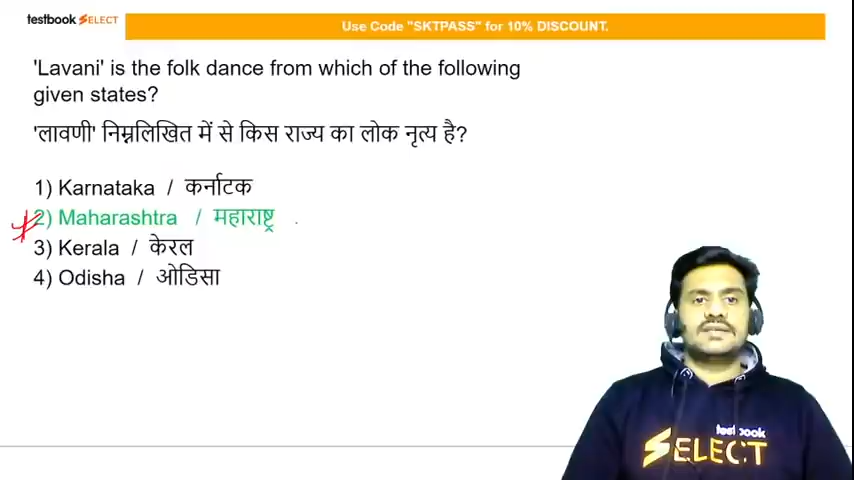 testbook SELECT
Use Code "SKTPASS" for 10% DISCOUNT.
'Lavani' is the folk dance from which of the following
given states?
'लावणी' निम्नलिखित में से किस राज्य का लोक नृत्य है?
1) Karnataka / कर्नाटक
2) Maharashtra / महाराष्ट्र
3) Kerala / केरल
4) Odisha / ओडिसा
testbook
SELECT